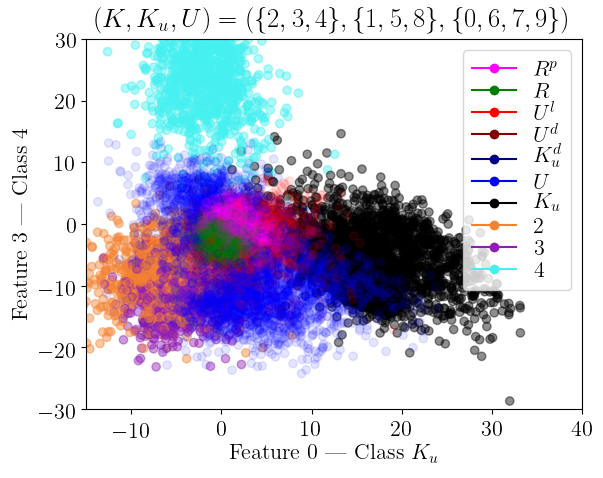 (K, K_u, U) = ({2, 3, 4}, {1, 5, 8}, {0, 6, 7, 9})
30
20
10
0
−10
−20
−30
Feature 3 — Class 4
R^p
R
U^l
U^d
K_u^d
U
K_u
2
3
4
−10
0
10
20
30
40
Feature 0 — Class K_u